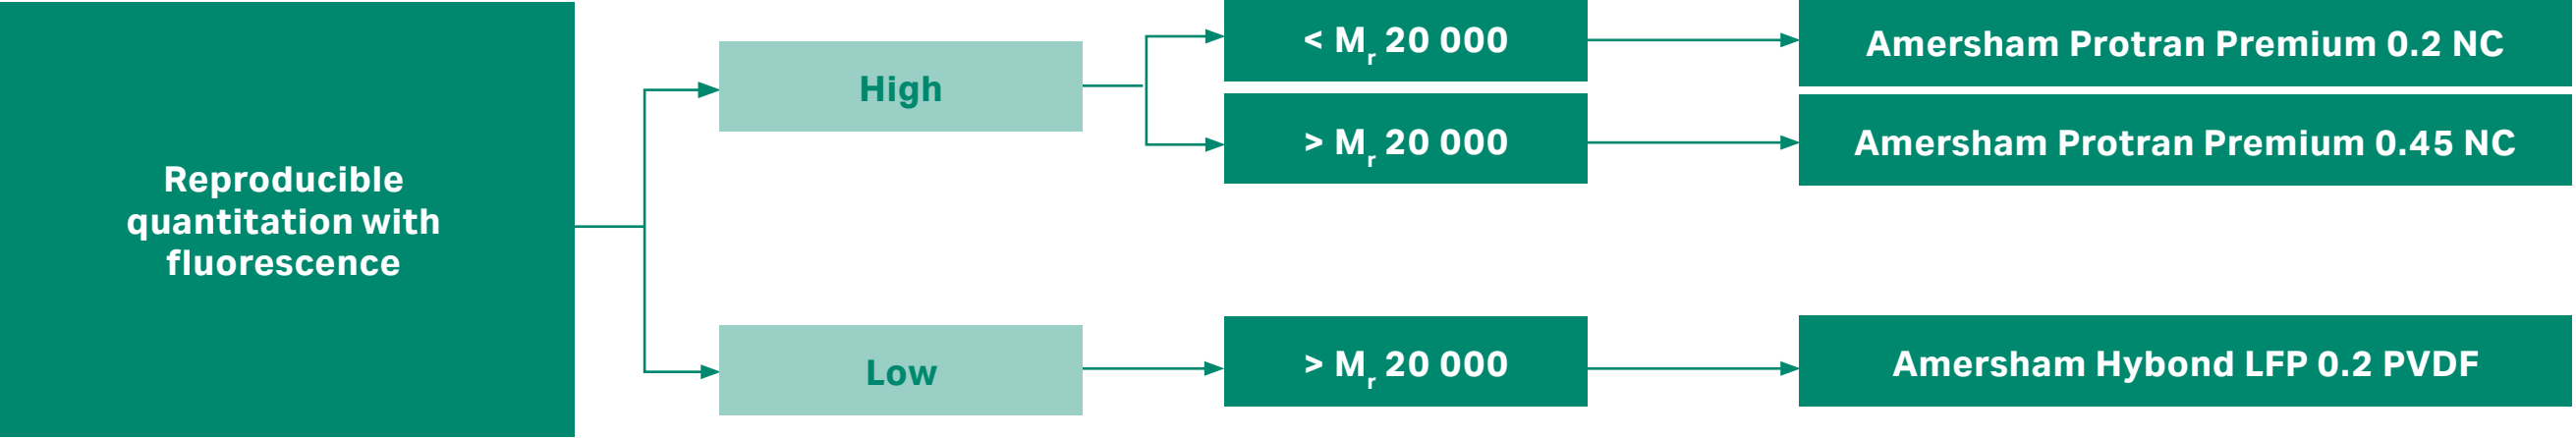 Reproducible
quantitation with
fluorescence
High
< Mr 20 000
Amersham Protran Premium 0.2 NC
> Mr 20 000
Amersham Protran Premium 0.45 NC
Low
> Mr 20 000
Amersham Hybond LFP 0.2 PVDF